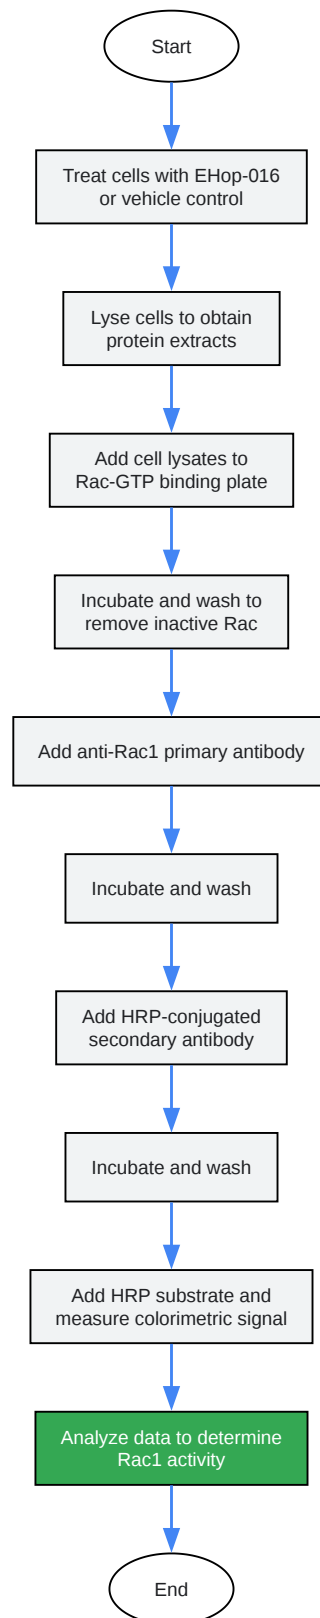 Start
Treat cells with EHop-016
or vehicle control
Lyse cells to obtain
protein extracts
Add cell lysates to
Rac-GTP binding plate
Incubate and wash to
remove inactive Rac
Add anti-Rac1 primary antibody
Incubate and wash
Add HRP-conjugated
secondary antibody
Incubate and wash
Add HRP substrate and
measure colorimetric signal
Analyze data to determine
Rac1 activity
End